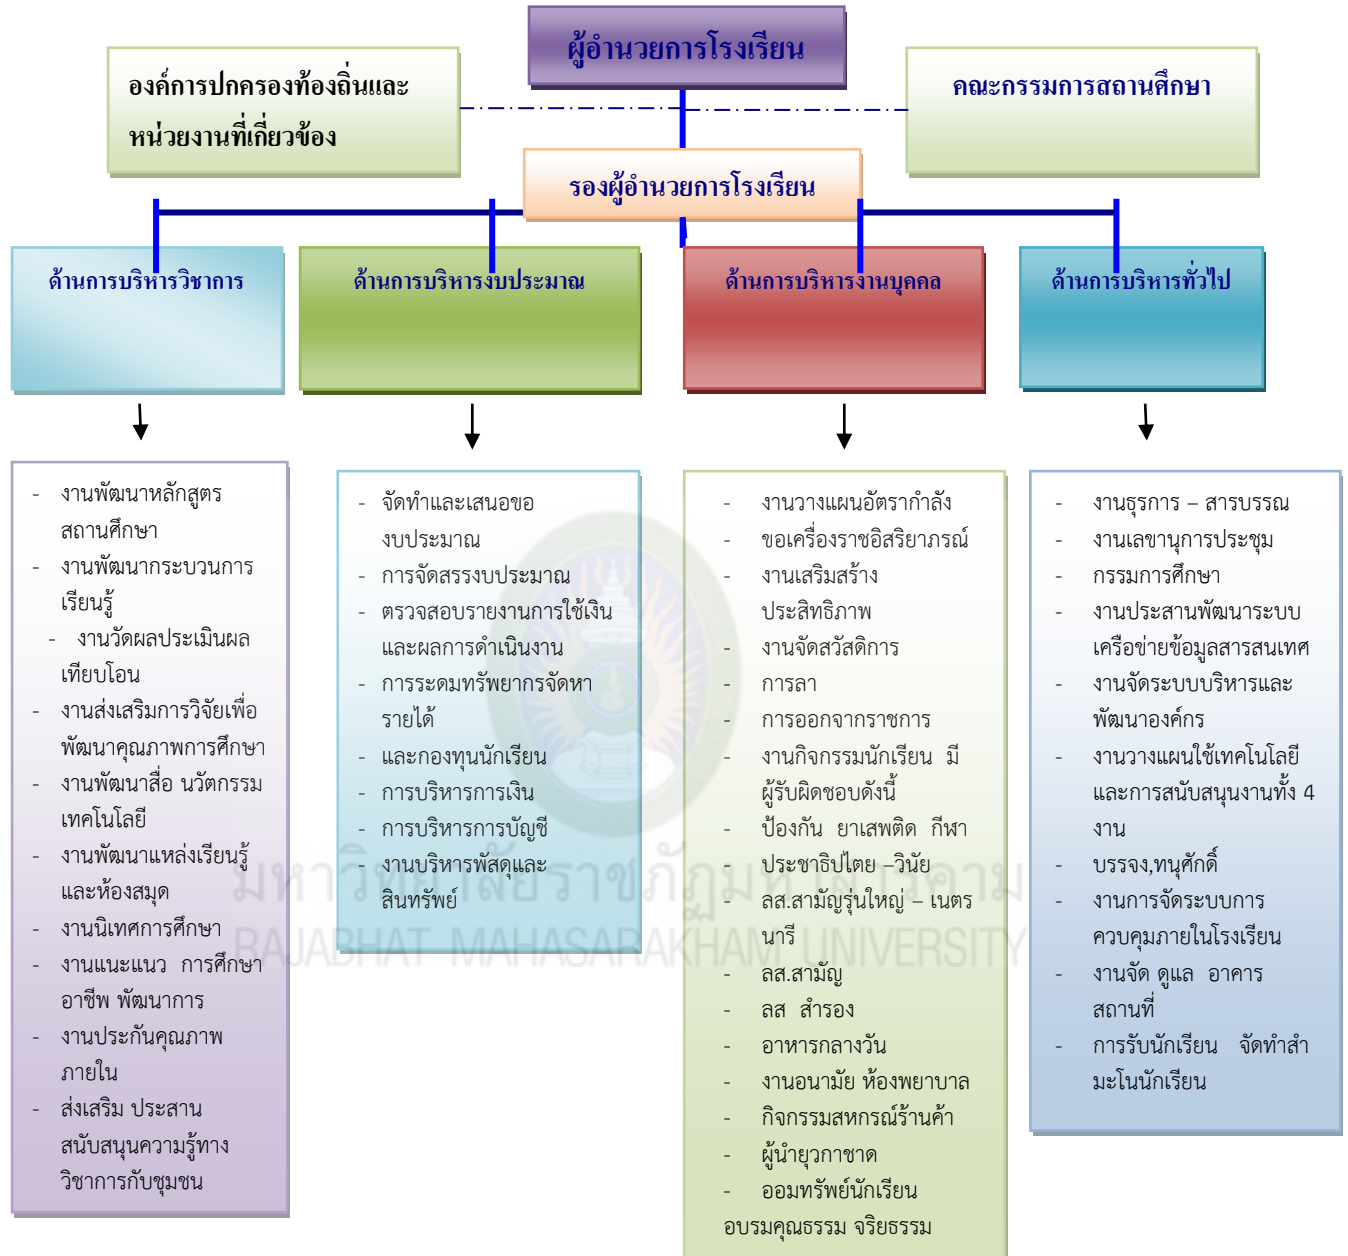 ผู้อำนวยการโรงเรียน
องค์การปกครองท้องถิ่นและ
หน่วยงานที่เกี่ยวข้อง
คณะกรรมการสถานศึกษา
รองผู้อำนวยการโรงเรียน
ด้านการบริหารวิชาการ
ด้านการบริหารงบประมาณ
ด้านการบริหารงานบุคคล
ด้านการบริหารทั่วไป
- งานพัฒนาหลักสูตร
สถานศึกษา
- งานพัฒนากระบวนการ
เรียนรู้
- งานวัดผลประเมินผล
เทียบโอน
- งานส่งเสริมการวิจัยเพื่อ
พัฒนาคุณภาพการศึกษา
- งานพัฒนาสื่อ นวัตกรรม
เทคโนโลยี
- งานพัฒนาแหล่งเรียนรู้
และห้องสมุด
- งานนิเทศการศึกษา
- งานแนะแนว การศึกษา
อาชีพ พัฒนาการ
- งานประกันคุณภาพ
ภายใน
- ส่งเสริม ประสาน
สนับสนุนความรู้ทาง
วิชาการกับชุมชน
- จัดทำและเสนอขอ
งบประมาณ
- การจัดสรรงบประมาณ
- ตรวจสอบรายงานการใช้เงิน
และผลการดำเนินงาน
- การระดมทรัพยากรจัดหา
รายได้
- และกองทุนนักเรียน
- การบริหารการเงิน
- การบริหารการบัญชี
- งานบริหารพัสดุและ
สินทรัพย์
- งานวางแผนอัตรากำลัง
- ขอเครื่องราชอิสริยาภรณ์
- งานเสริมสร้าง
ประสิทธิภาพ
- งานจัดสวัสดิการ
- การลา
- การออกจากราชการ
- งานกิจกรรมนักเรียน มี
ผู้รับผิดชอบดังนี้
- ป้องกัน ยาเสพติด กีฬา
- ประชาธิปไตย –วินัย
- ลส.สามัญรุ่นใหญ่ – เนตร
นารี
- ลส.สามัญ
- ลส สำรอง
- อาหารกลางวัน
- งานอนามัย ห้องพยาบาล
- กิจกรรมสหกรณ์ร้านค้า
- ผู้นำยุวกาชาด
- ออมทรัพย์นักเรียน
อบรมคุณธรรม จริยธรรม
- งานธุรการ – สารบรรณ
- งานเลขานุการประชุม
- กรรมการศึกษา
- งานประสานพัฒนาระบบ
เครือข่ายข้อมูลสารสนเทศ
- งานจัดระบบบริหารและ
พัฒนาองค์กร
- งานวางแผนใช้เทคโนโลยี
และการสนับสนุนงานทั้ง 4
งาน
- บรรจง,ทนุศักดิ์
- งานการจัดระบบการ
ควบคุมภายในโรงเรียน
- งานจัด ดูแล อาคาร
สถานที่
- การรับนักเรียน จัดทำสำ
มะโนนักเรียน
มหาวิทยาลัยราชภัฏมหาสารคาม
RAJABHAT MAHASARAKHAM UNIVERSITY